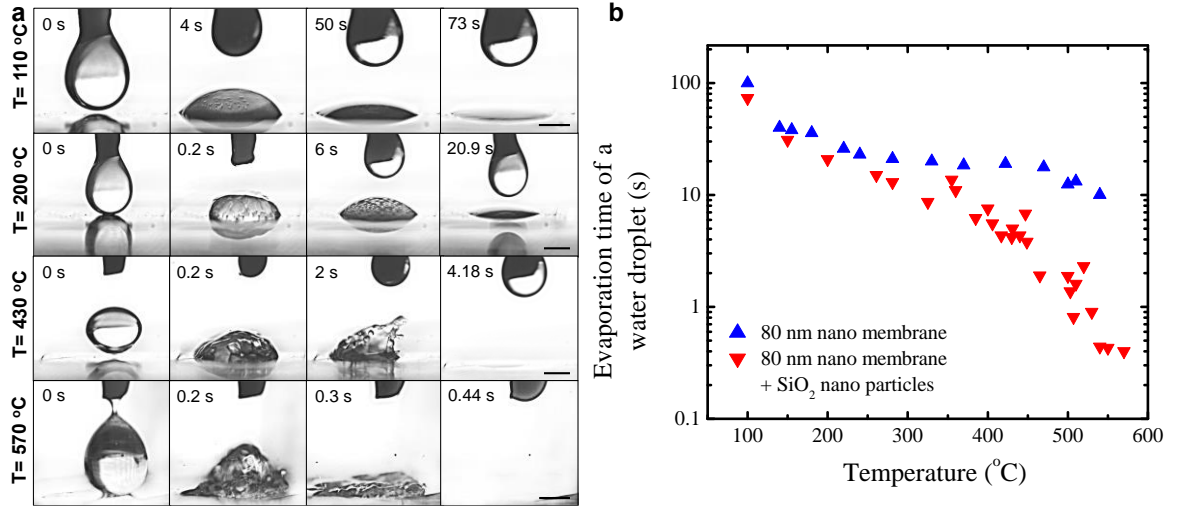 a
T= 110 °C
0 s
4 s
50 s
73 s
T= 200 °C
0 s
0.2 s
6 s
20.9 s
T= 430 °C
0 s
0.2 s
2 s
4.18 s
T= 570 °C
0 s
0.2 s
0.3 s
0.44 s
b
Evaporation time of a
water droplet (s)
100
10
1
0.1
80 nm nano membrane
80 nm nano membrane
+ SiO₂ nano particles
100 200 300 400 500 600
Temperature (°C)